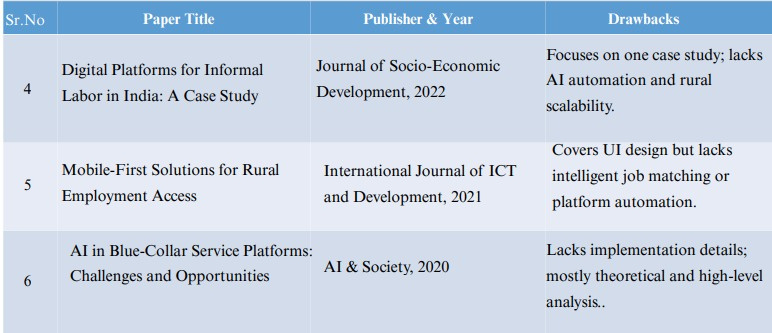 Sr.No Paper Title Publisher & Year Drawbacks
4
Digital Platforms for Informal
Labor in India: A Case Study
Journal of Socio-Economic
Development, 2022
Focuses on one case study; lacks
AI automation and rural
scalability.
5
Mobile-First Solutions for Rural
Employment Access
International Journal of ICT
and Development, 2021
Covers UI design but lacks
intelligent job matching or
platform automation.
6
AI in Blue-Collar Service Platforms:
Challenges and Opportunities
AI & Society, 2020
Lacks implementation details;
mostly theoretical and high-level
analysis..